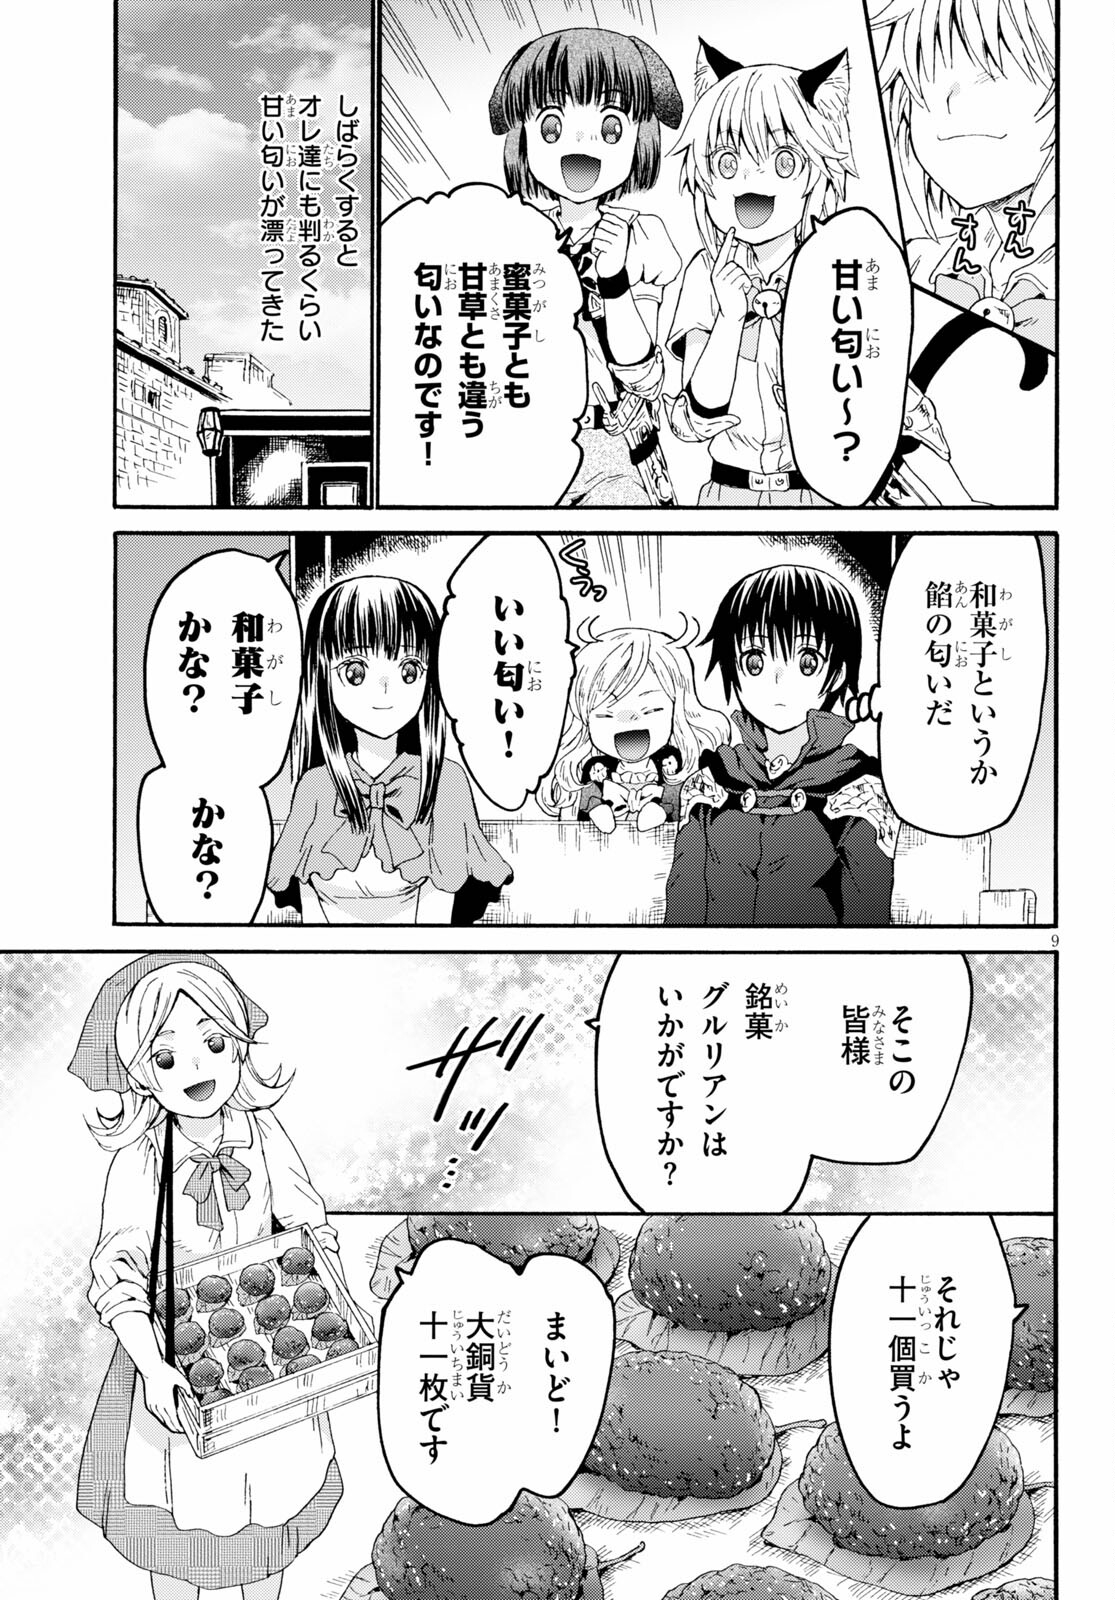 すんすん
甘い匂い～？
蜜菓子とも
甘草とも違う
匂いなのです！
しばらくすると
オレ達にも判るくらい
甘い匂いが漂ってきた
和菓子というか
餡の匂いだ
くぅっ
いい匂い！
和菓子
かな？
かな？
9
そこの
皆様
銘菓
グルリアンは
いかがですか？
それじゃ
十一個買うよ
まいど！
大銅貨
十一枚です